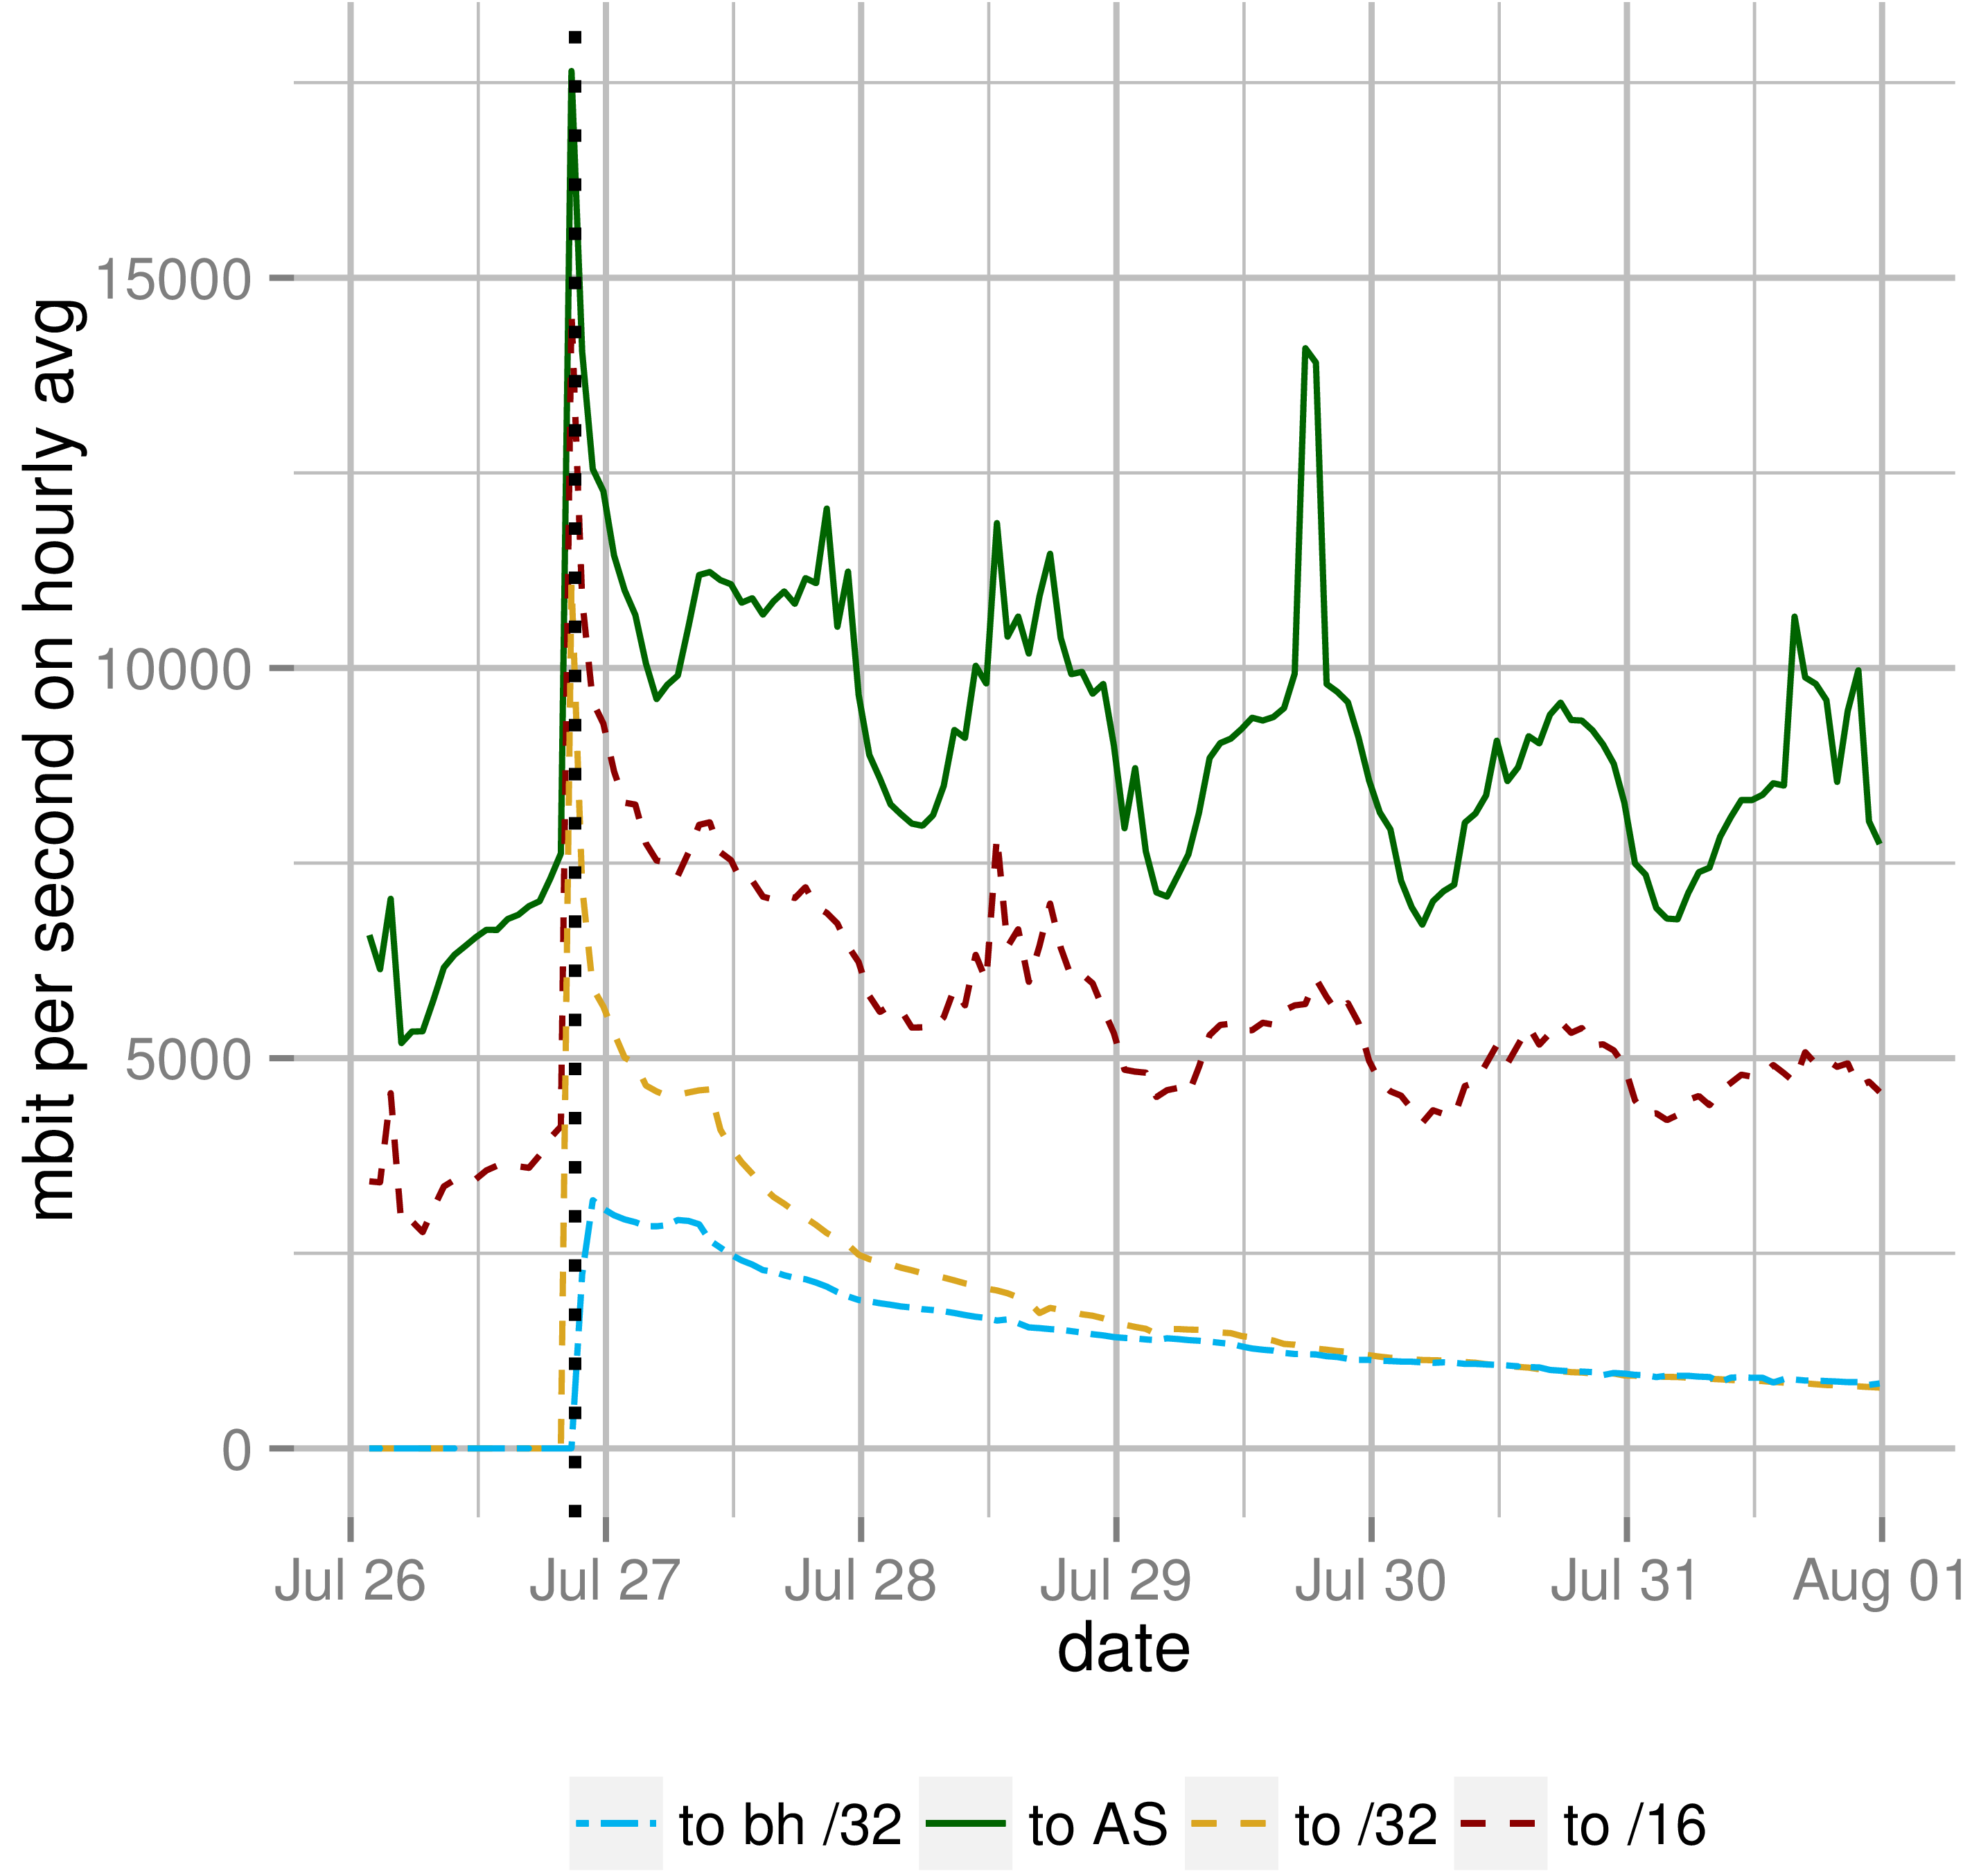 mbit per second on hourly avg
15000
10000
5000
0
Jul 26 Jul 27 Jul 28 Jul 29 Jul 30 Jul 31 Aug 01
date
to bh /32 to AS to /32 to /16